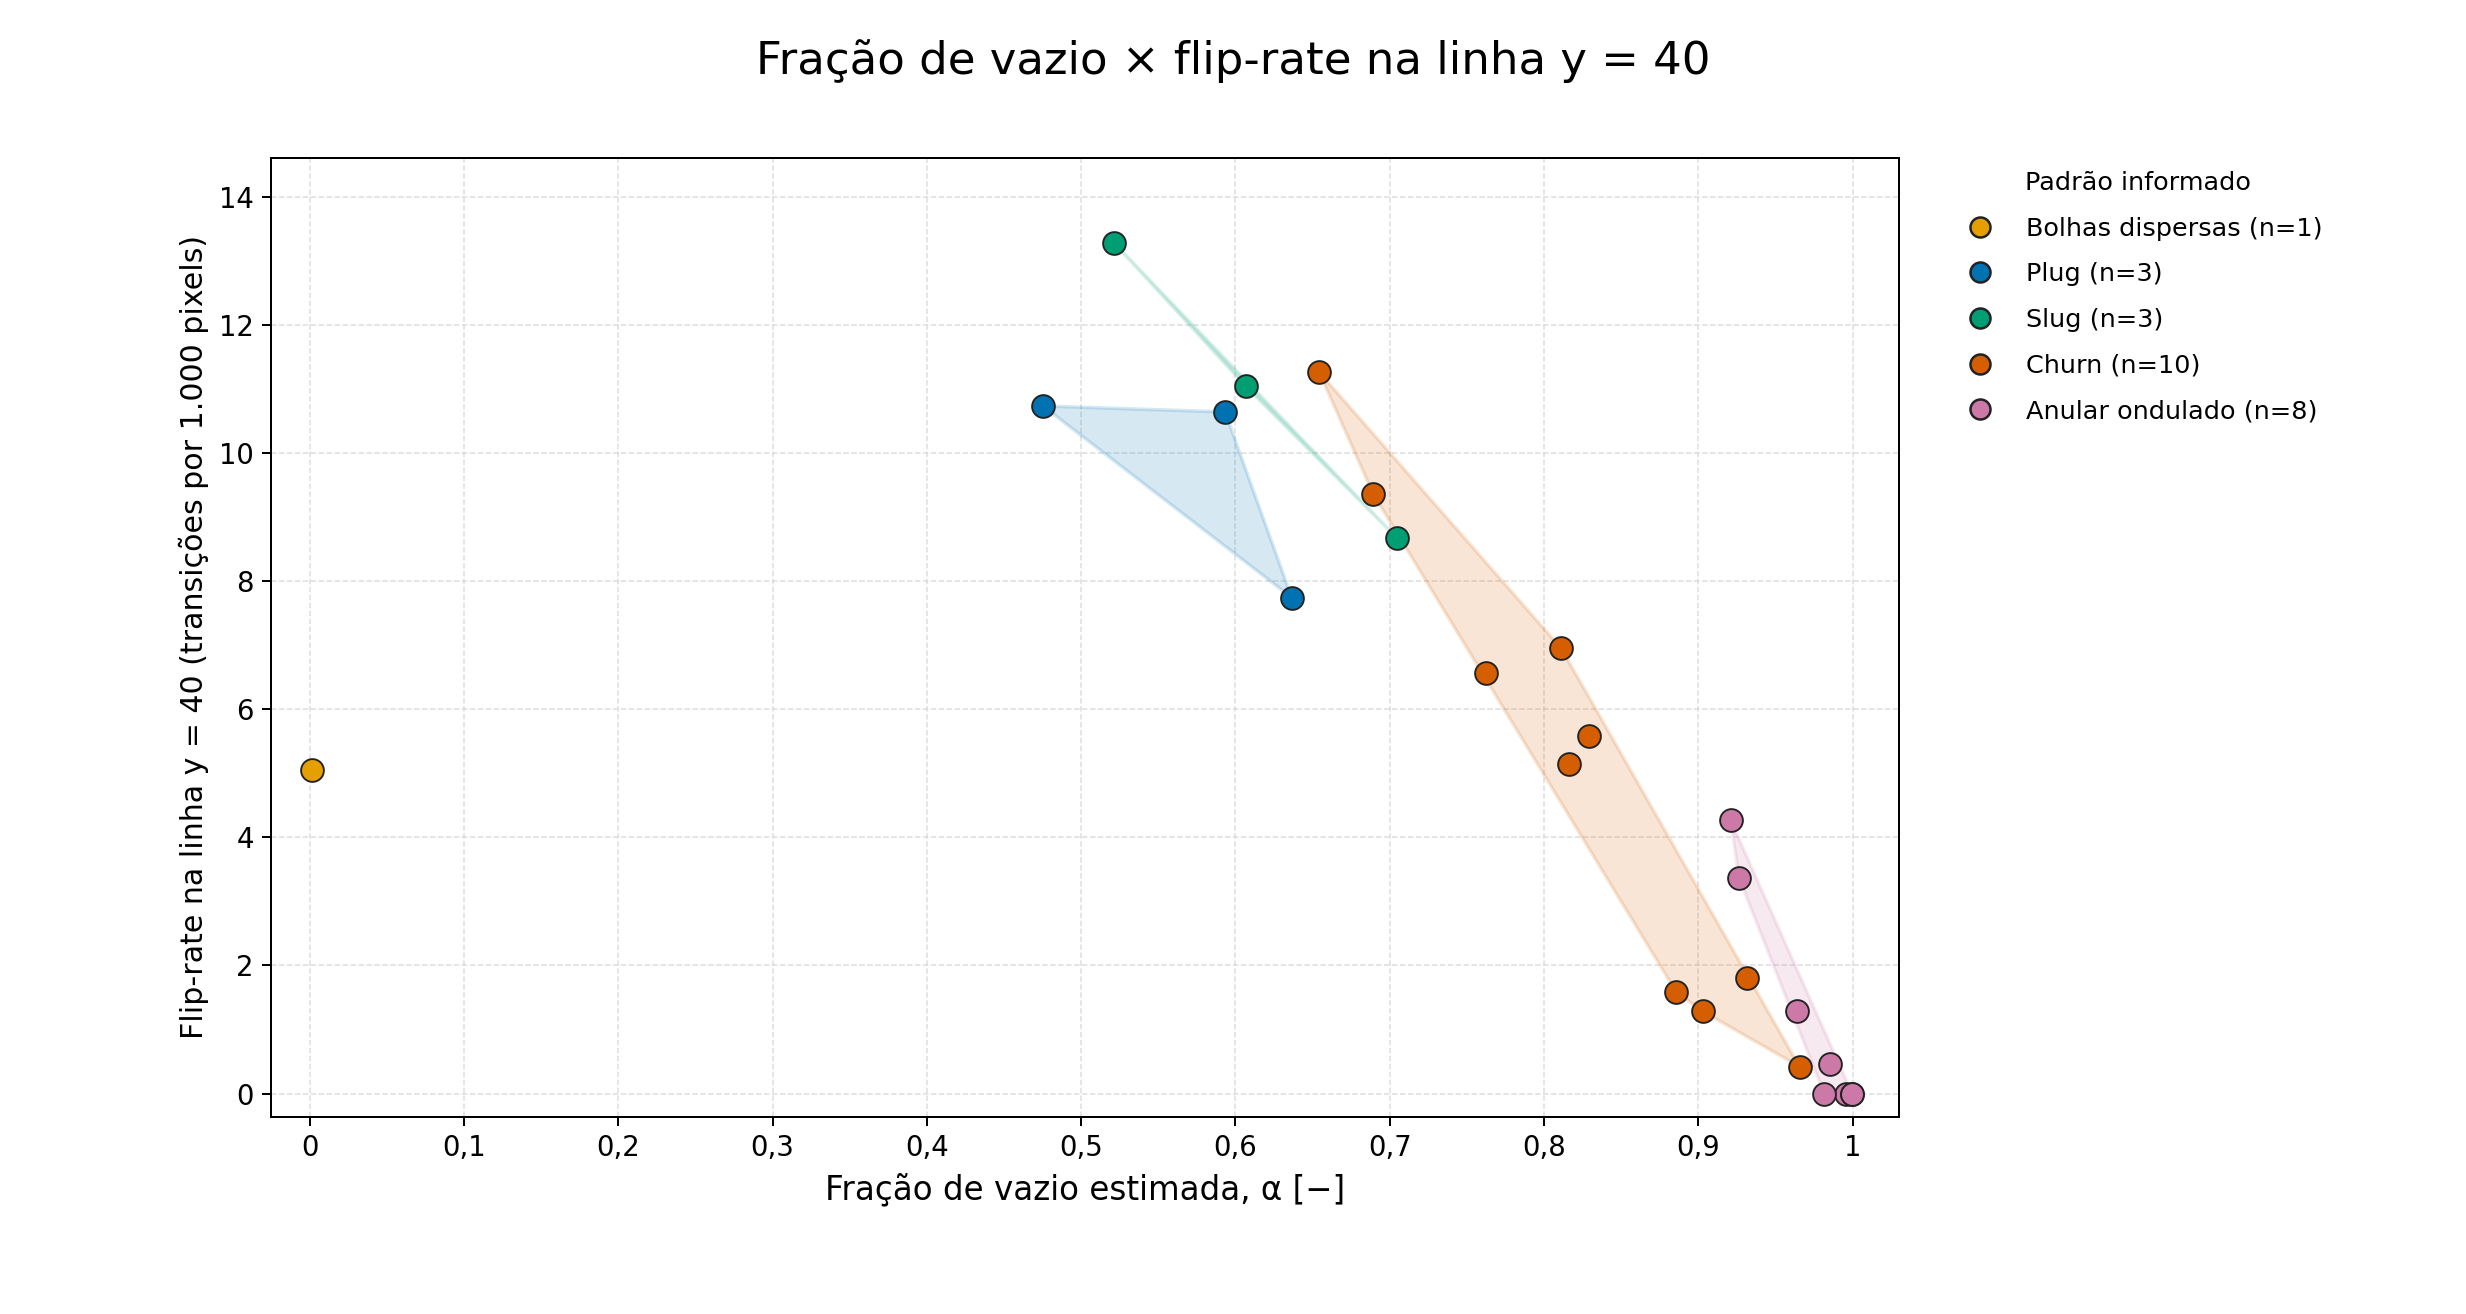 Fração de vazio × flip-rate na linha y = 40
Flip-rate na linha y = 40 (transições por 1.000 pixels)
14
12
10
8
6
4
2
0
0 0,1 0,2 0,3 0,4 0,5 0,6 0,7 0,8 0,9 1
Fração de vazio estimada, α [−]
Padrão informado
Bolhas dispersas (n=1)
Plug (n=3)
Slug (n=3)
Churn (n=10)
Anular ondulado (n=8)